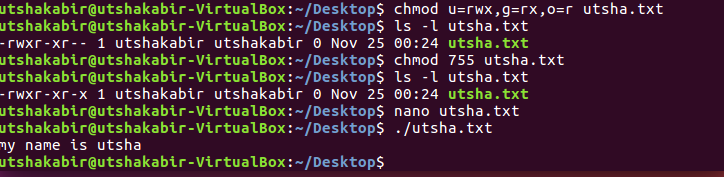 utshakabir@utshakabir-VirtualBox:~/Desktop$ chmod u=rwx,g=rx,o=r utsha.txt
utshakabir@utshakabir-VirtualBox:~/Desktop$ ls -l utsha.txt
-rwxr-xr-- 1 utshakabir utshakabir 0 Nov 25 00:24 utsha.txt
utshakabir@utshakabir-VirtualBox:~/Desktop$ chmod 755 utsha.txt
utshakabir@utshakabir-VirtualBox:~/Desktop$ ls -l utsha.txt
-rwxr-xr-x 1 utshakabir utshakabir 0 Nov 25 00:24 utsha.txt
utshakabir@utshakabir-VirtualBox:~/Desktop$ nano utsha.txt
utshakabir@utshakabir-VirtualBox:~/Desktop$ ./utsha.txt
my name is utsha
utshakabir@utshakabir-VirtualBox:~/Desktop$